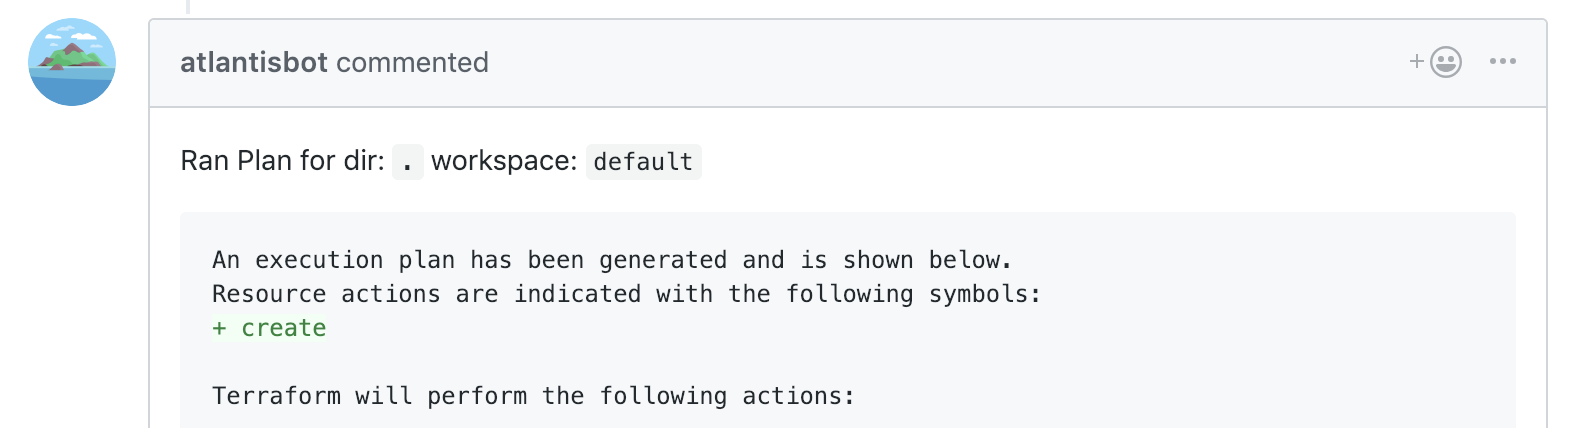 atlantisbot commented
Ran Plan for dir: . workspace: default
An execution plan has been generated and is shown below.
Resource actions are indicated with the following symbols:
+ create
Terraform will perform the following actions: